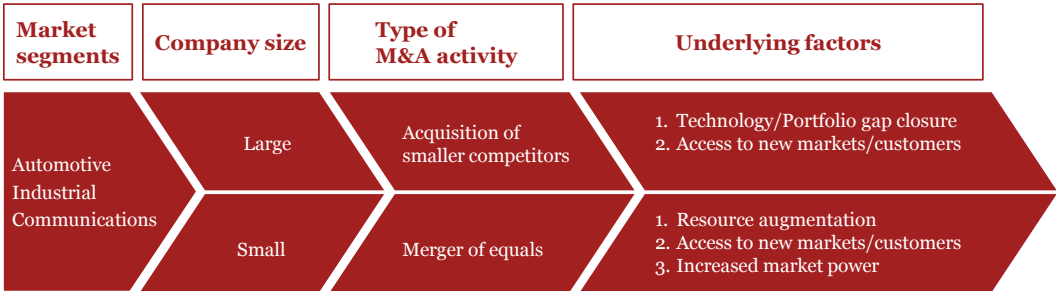 Market
segments
Company size
Type of
M&A activity
Underlying factors
Automotive
Industrial
Communications
Large
Acquisition of
smaller competitors
1. Technology/Portfolio gap closure
2. Access to new markets/customers
Small
Merger of equals
1. Resource augmentation
2. Access to new markets/customers
3. Increased market power